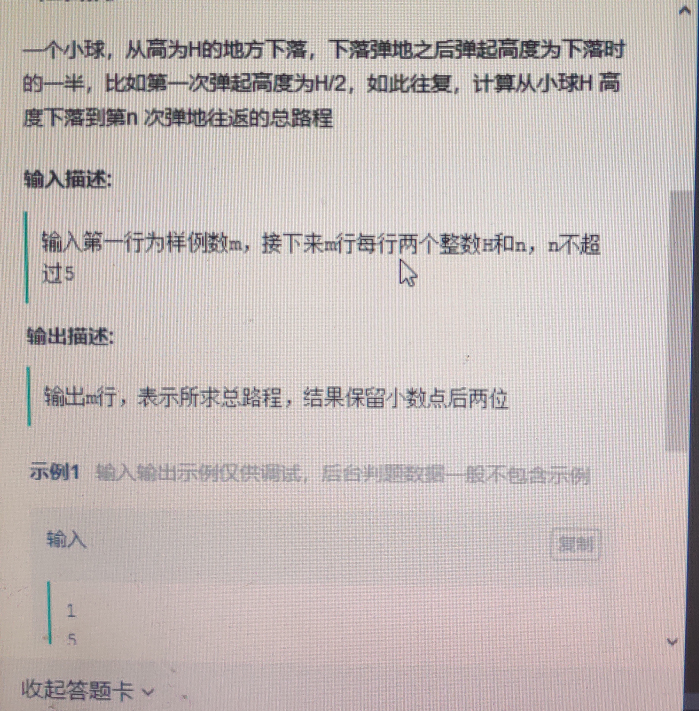 一个小球，从高为H的地方下落，下落弹地之后弹起高度为下落时
的一半，比如第一次弹起高度为H/2，如此往复，计算从小球H 高
度下落到第n 次弹地往返的总路程
输入描述:
输入第一行为样例数m，接下来m行每行两个整数H和n，n不超
过5
输出描述:
输出m行，表示所求总路程，结果保留小数点后两位
示例1 输入输出示例仅供调试，后台判题数据一般不包含示例
输入
复制
1
5
收起答题卡